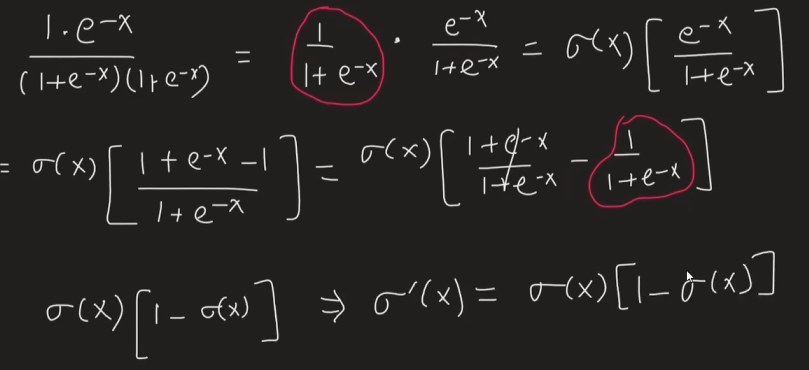 1·e^{-x} / (1+e^{-x})(1+e^{-x}) = 1 / 1+e^{-x} · e^{-x} / 1+e^{-x} = σ(x) [ e^{-x} / 1+e^{-x} ]
= σ(x) [ 1+e^{-x} -1 / 1+e^{-x} ] = σ(x) [ 1+e^{-x} / 1+e^{-x} - 1 / 1+e^{-x} ]
σ(x) [ 1 - σ(x) ] ⇒ σ'(x) = σ(x) [ 1 - σ(x) ]